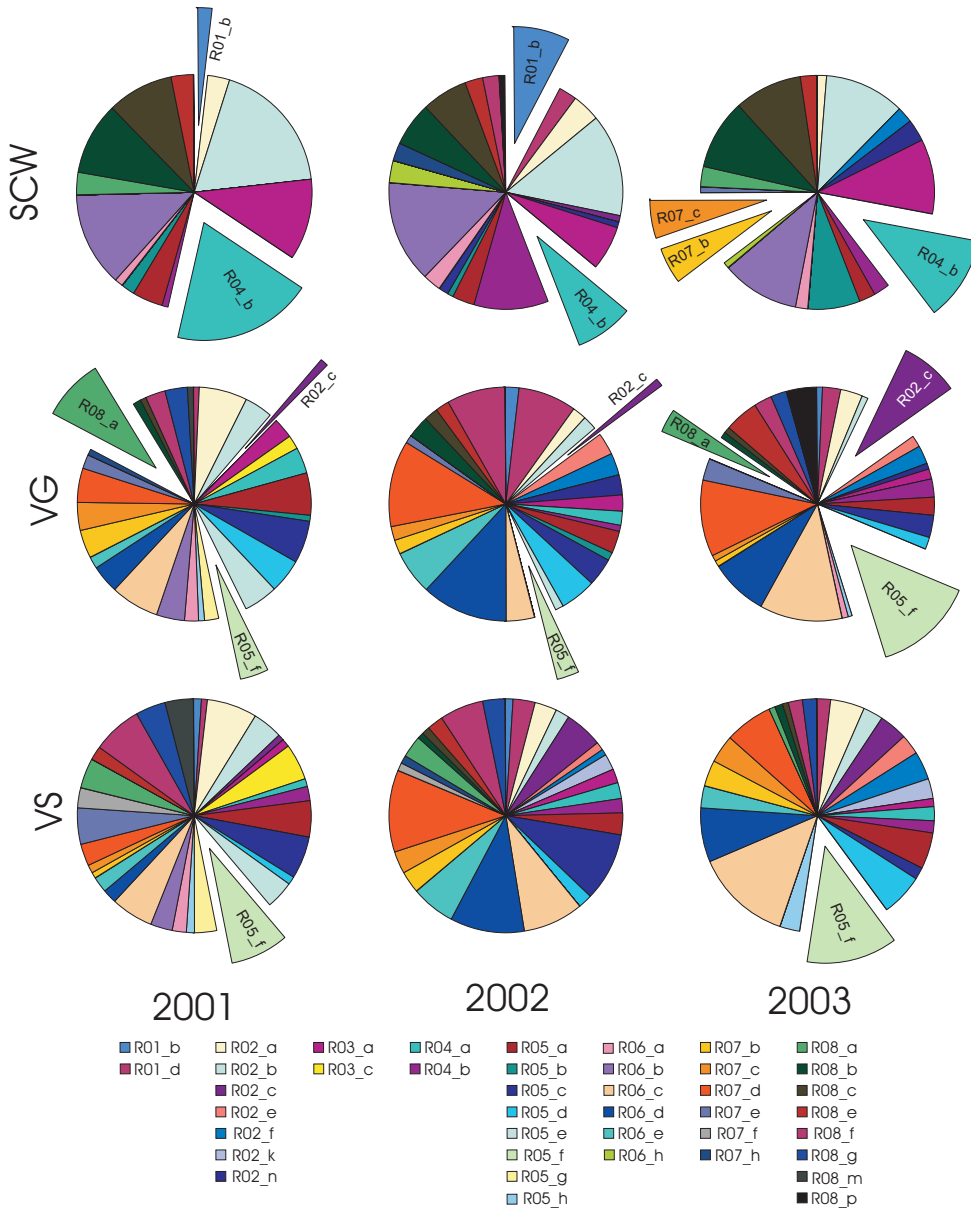 SCW
R01_b
R04_b
R01_b
R04_b
R07_c
R07_b
R04_b
VG
R08_a
R02_c
R05_f
R02_c
R05_f
R08_a
R02_c
R05_f
VS
R05_f
R05_f
2001 2002 2003
R01_b R02_a R03_a R04_a R05_a R06_a R07_b R08_a
R01_d R02_b R03_c R04_b R05_b R06_b R07_c R08_b
R02_c R05_c R06_c R07_d R08_c
R02_e R05_d R06_d R07_e R08_e
R02_f R05_e R06_e R07_f R08_f
R02_k R05_f R06_h R07_h R08_g
R02_n R05_g R08_m
R05_h R08_p